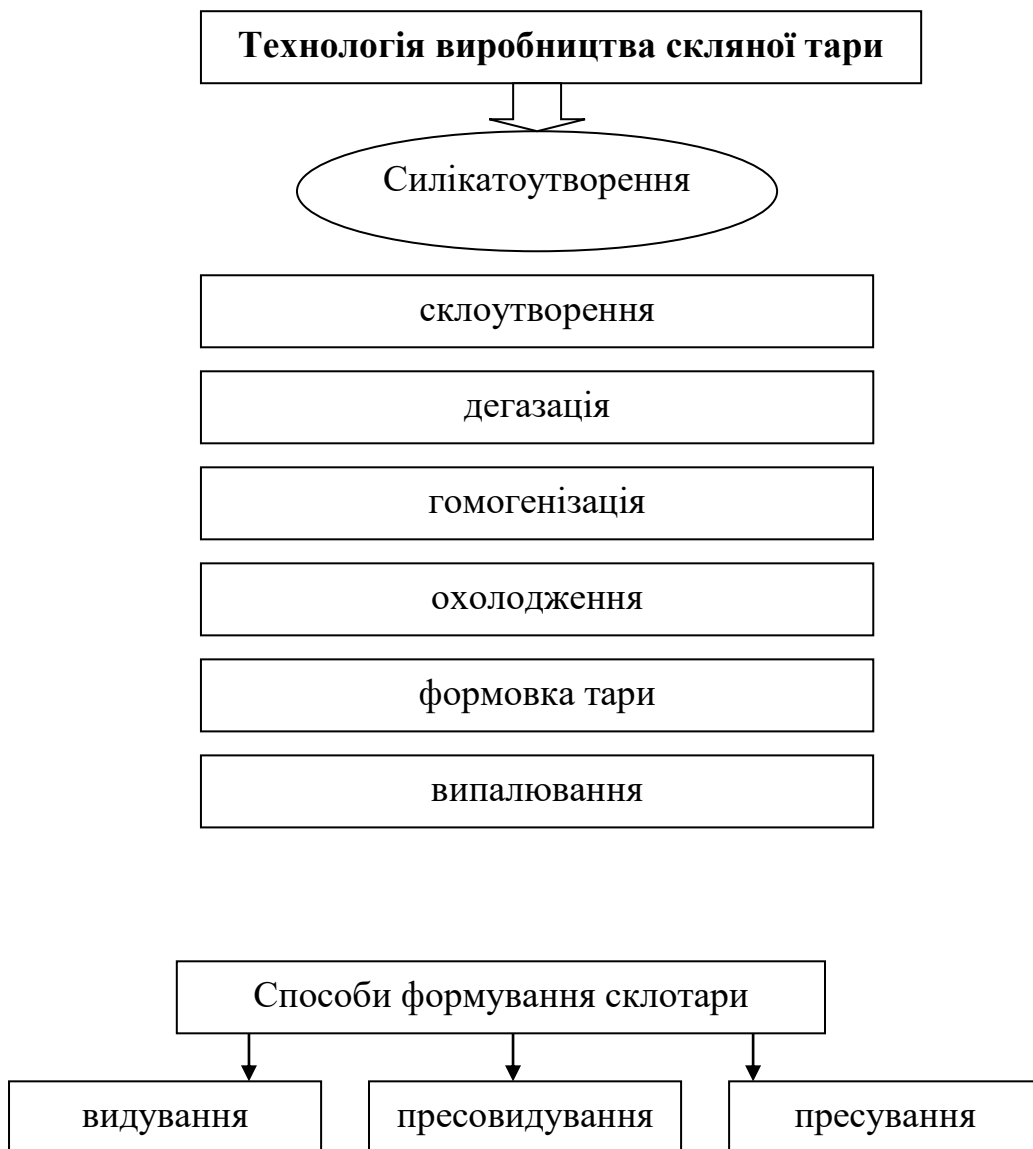 Технологія виробництва скляної тари
Силікатоутворення
склоутворення
дегазація
гомогенізація
охолодження
формовка тари
випалювання
Способи формування склотари
видування
пресовидування
пресування